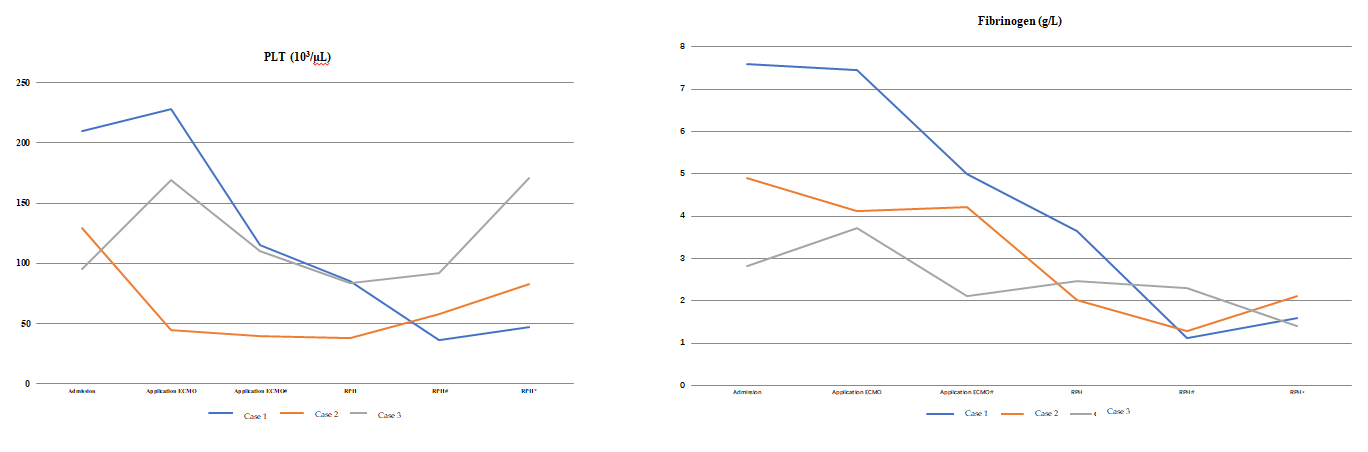 PLT (10³/μL)
250
200
150
100
50
0
Admission Application ECMO Application ECMO# RPH RPH# RPH*
Case 1 Case 2 Case 3
Fibrinogen (g/L)
8
7
6
5
4
3
2
1
0
Admission Application ECMO Application ECMO# RPH RPH# RPH*
Case 1 Case 2 Case 3